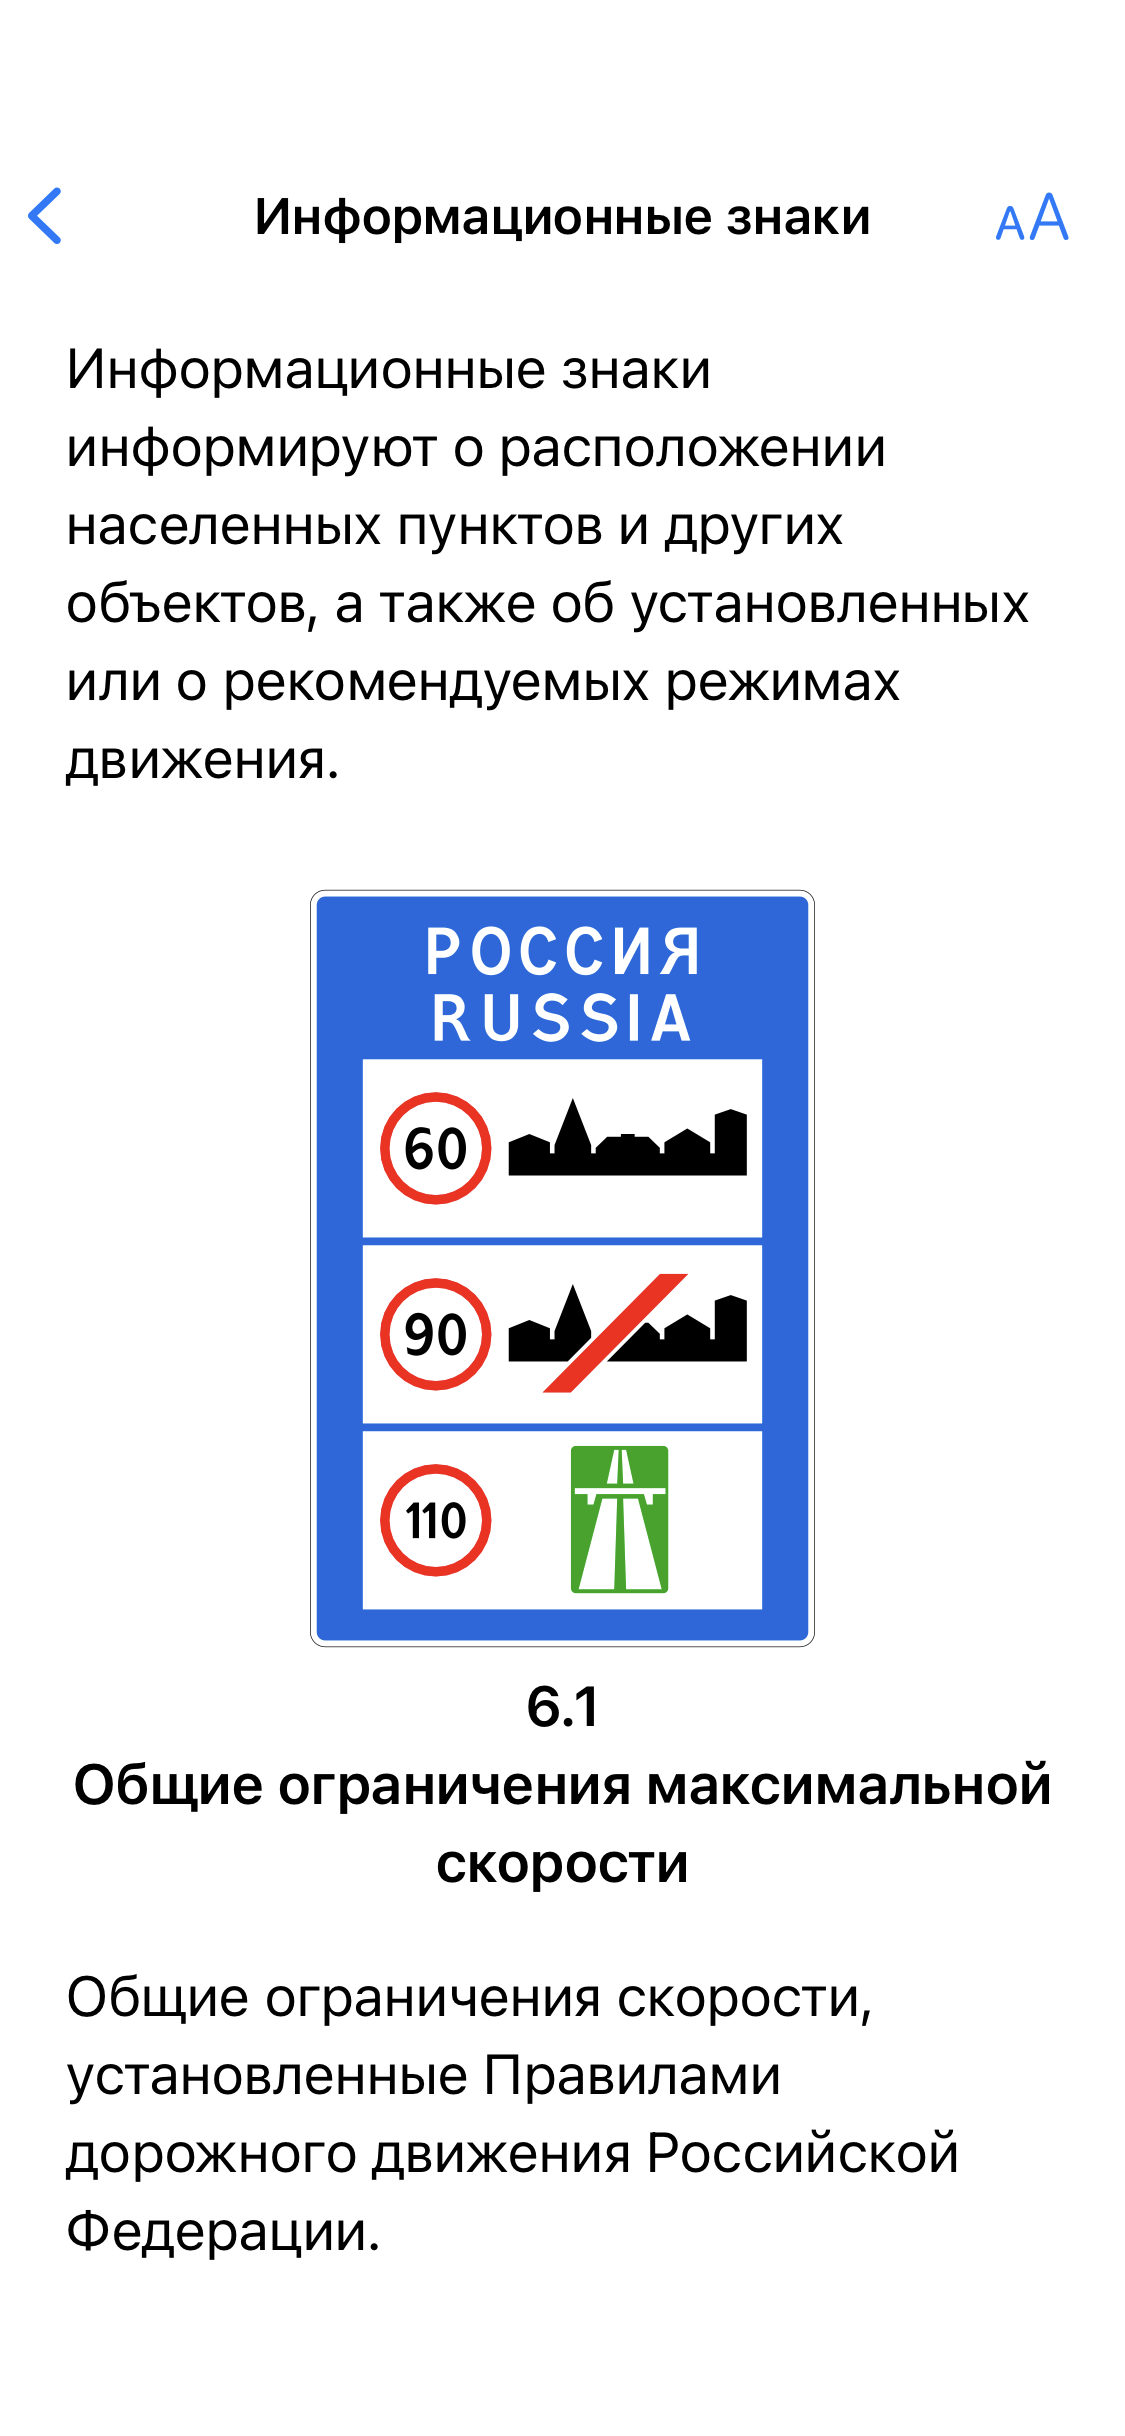 Информационные знаки
AA
Информационные знаки
информируют о расположении
населенных пунктов и других
объектов, а также об установленных
или о рекомендуемых режимах
движения.
РОССИЯ
RUSSIA
60
90
110
6.1
Общие ограничения максимальной
скорости
Общие ограничения скорости,
установленные Правилами
дорожного движения Российской
Федерации.